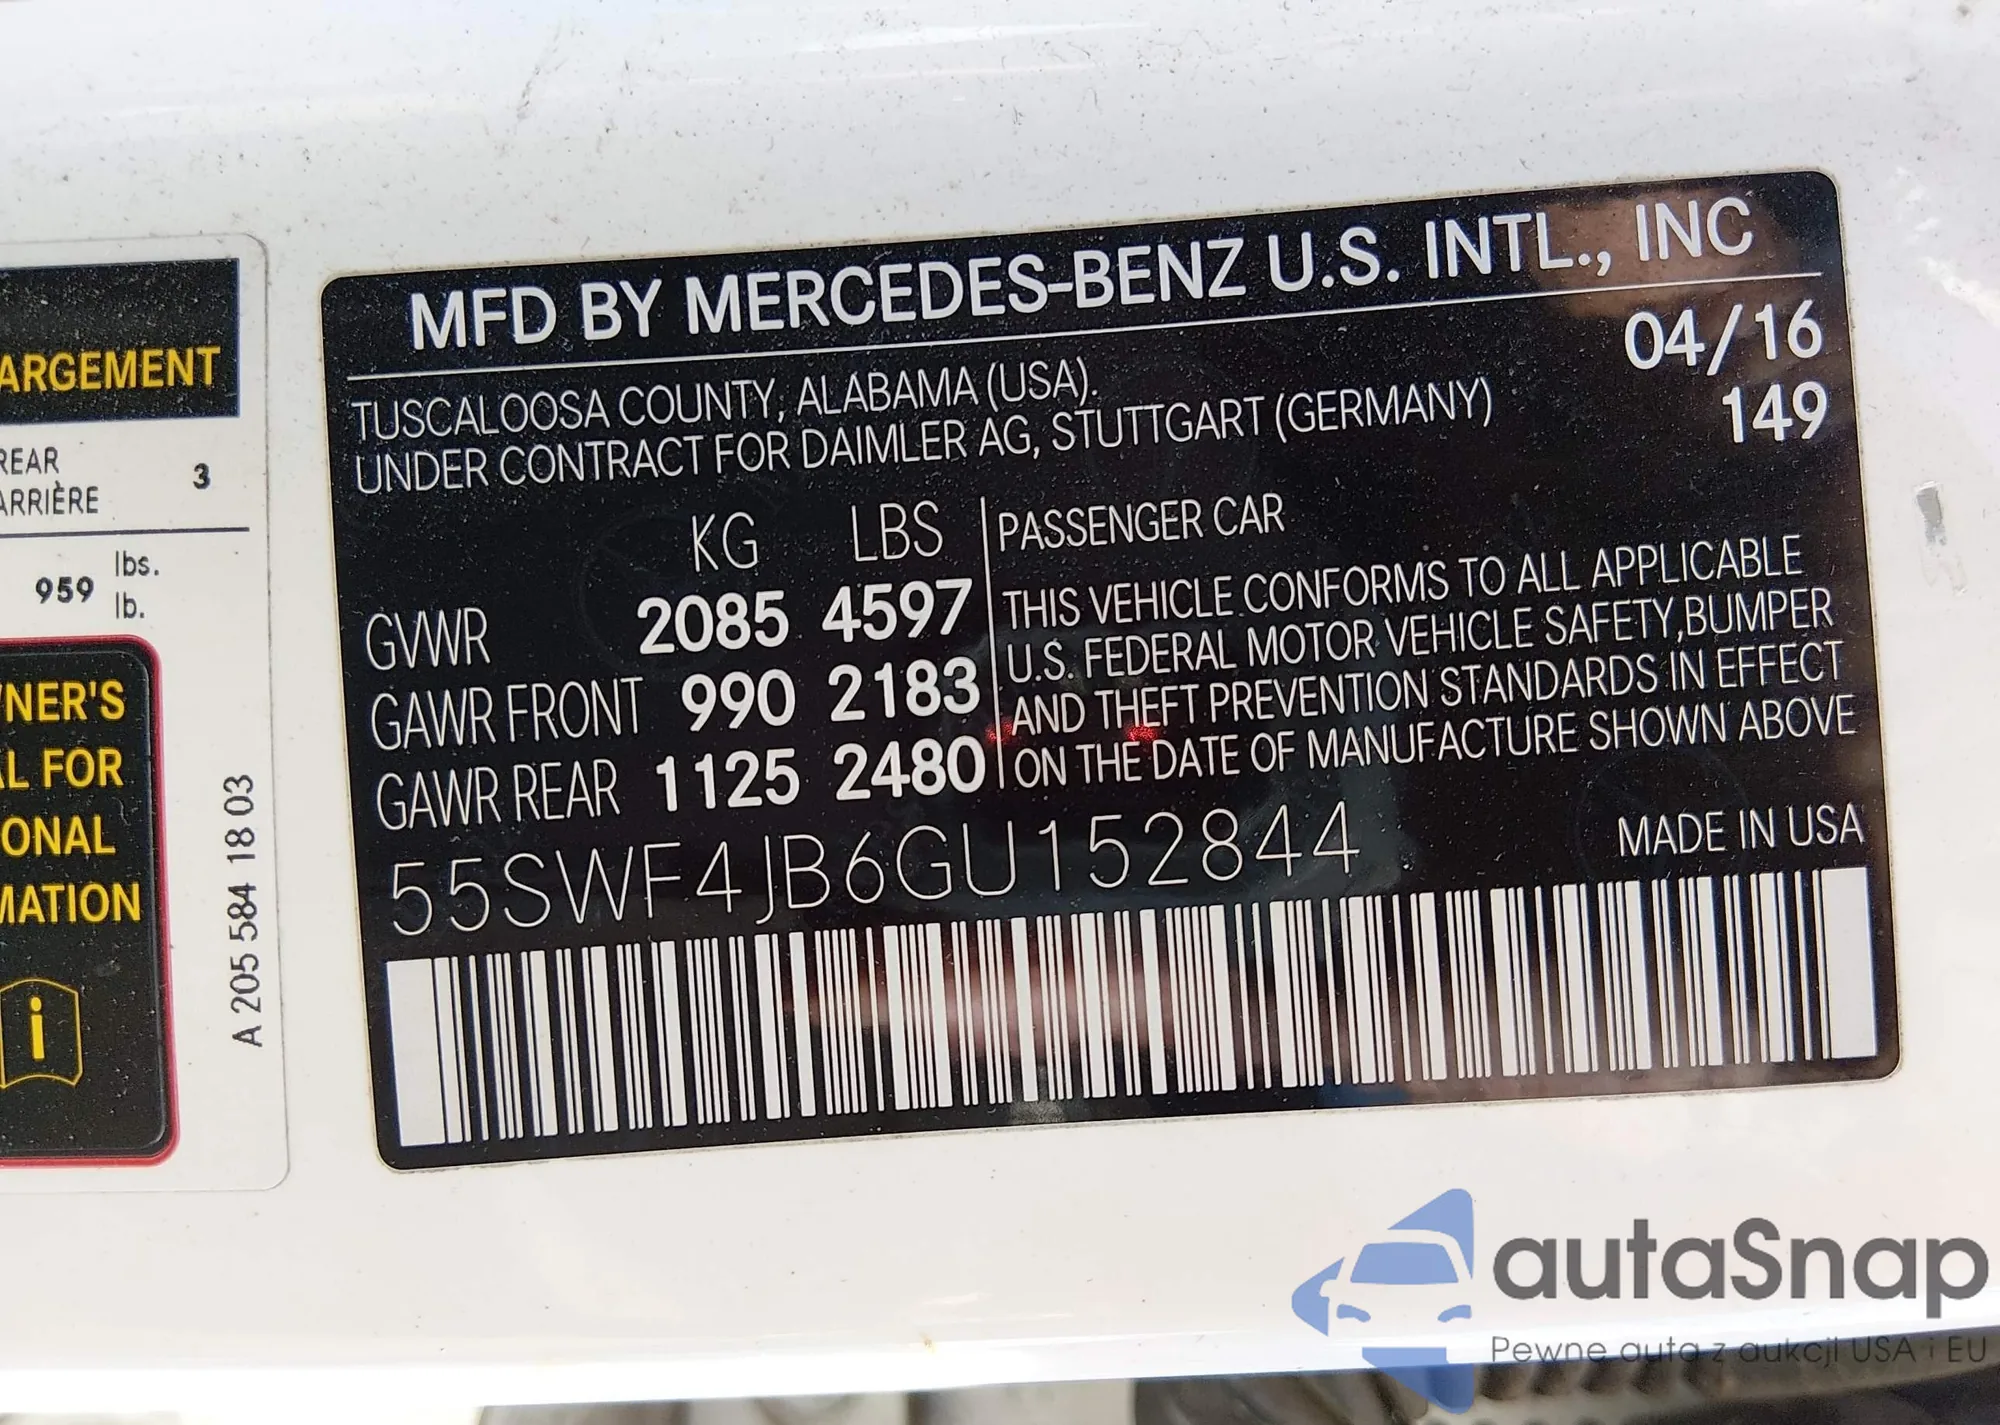 ARGEMENT
REAR 3
ARRIÈRE
959 lbs.
lb.
NER'S
AL FOR
ONAL
MATION
i
A 205 584 18 03
MFD BY MERCEDES-BENZ U.S. INTL., INC
04/16
TUSCALOOSA COUNTY, ALABAMA (USA).
149
UNDER CONTRACT FOR DAIMLER AG, STUTTGART (GERMANY)
KG LBS
GVWR 2085 4597
GAWR FRONT 990 2183
GAWR REAR 1125 2480
PASSENGER CAR
THIS VEHICLE CONFORMS TO ALL APPLICABLE
U.S. FEDERAL MOTOR VEHICLE SAFETY,BUMPER
AND THEFT PREVENTION STANDARDS IN EFFECT
ON THE DATE OF MANUFACTURE SHOWN ABOVE
55SWF4JB6GU152844
MADE IN USA
autaSnap
Pewne auta z aukcji USA i EU